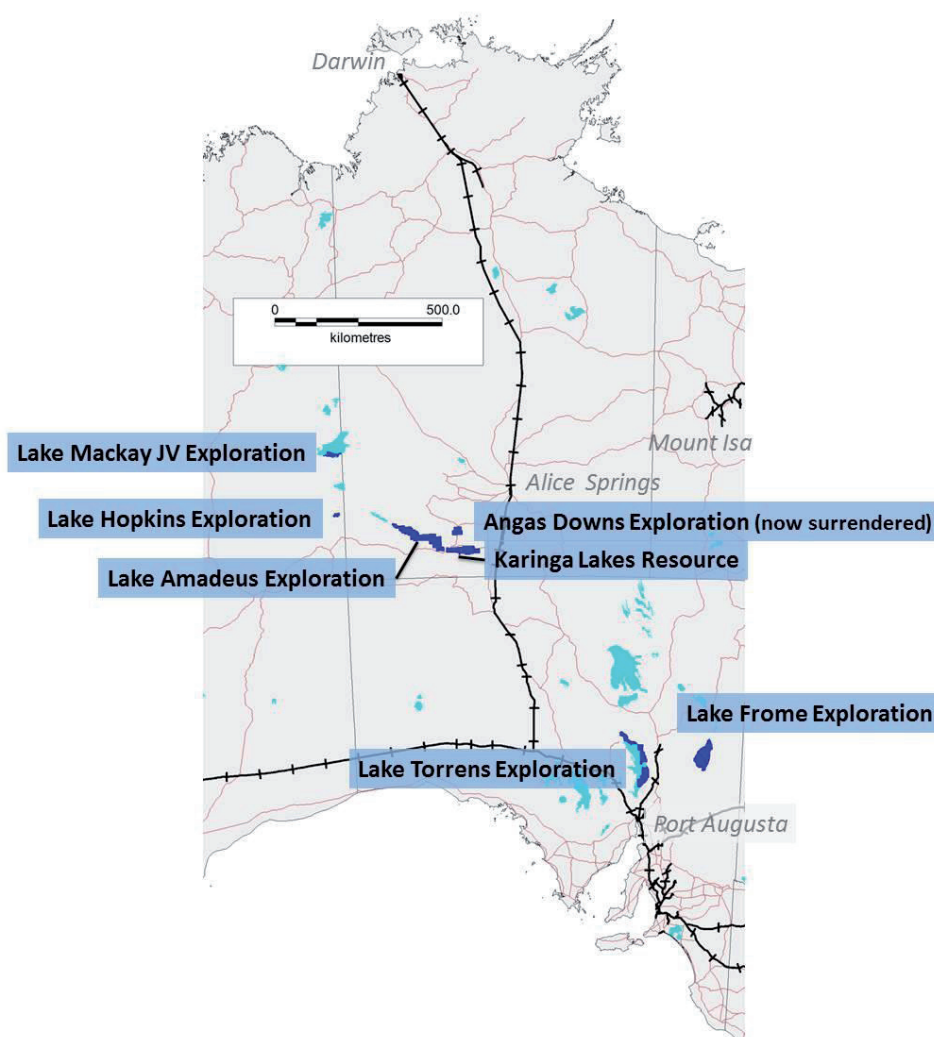 Darwin
0 500.0
kilometres
Mount Isa
Lake Mackay JV Exploration
Alice Springs
Lake Hopkins Exploration
Angas Downs Exploration (now surrendered)
Karinga Lakes Resource
Lake Amadeus Exploration
Lake Frome Exploration
Lake Torrens Exploration
Port Augusta